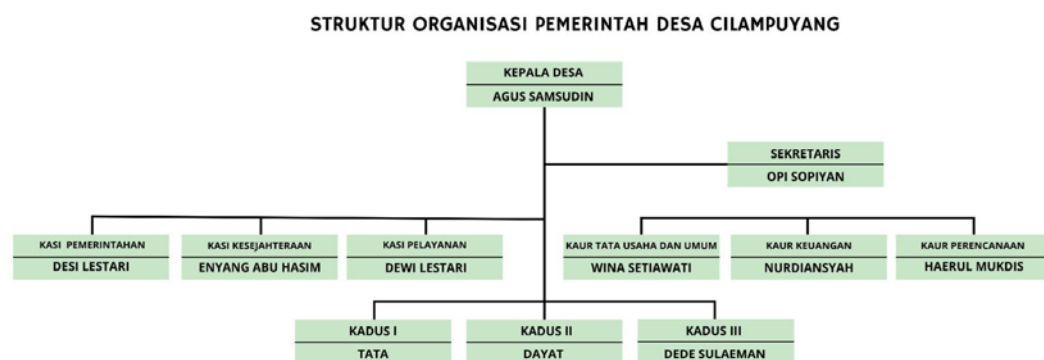 STRUKTUR ORGANISASI PEMERINTAH DESA CILAMPUYANG
KEPALA DESA
AGUS SAMSUDIN
SEKRETARIS
OPI SOPIYAN
KASI PEMERINTAHAN
DESI LESTARI
KASI KESEJAHTERAAN
ENYANG ABU HASIM
KASI PELAYANAN
DEWI LESTARI
KAUR TATA USAHA DAN UMUM
WINA SETIAWATI
KAUR KEUANGAN
NURDIANSYAH
KAUR PERENCANAAN
HAERUL MUKDIS
KADUS I
TATA
KADUS II
DAYAT
KADUS III
DEDE SULAEMAN